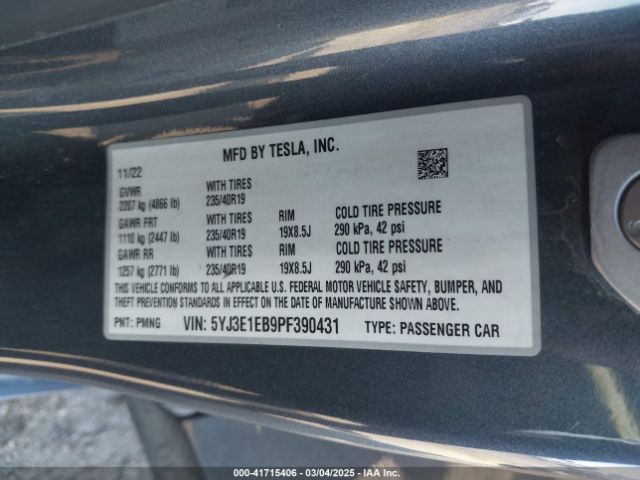 MFD BY TESLA, INC.
11/22
GVWR WITH TIRES
2207 kg (4866 lb) 235/40R19
GAWR FRT WITH TIRES RIM COLD TIRE PRESSURE
1110 kg (2447 lb) 235/40R19 19X8.5J 290 kPa, 42 psi
GAWR RR WITH TIRES RIM COLD TIRE PRESSURE
1257 kg (2771 lb) 235/40R19 19X8.5J 290 kPa, 42 psi
THIS VEHICLE CONFORMS TO ALL APPLICABLE U.S. FEDERAL MOTOR VEHICLE SAFETY, BUMPER, AND
THEFT PREVENTION STANDARDS IN EFFECT ON THE DATE OF MANUFACTURE SHOWN ABOVE.
PNT: PMNG VIN: 5YJ3E1EB9PF390431 TYPE: PASSENGER CAR
000-41715406 — 03/04/2025 — IAA Inc.